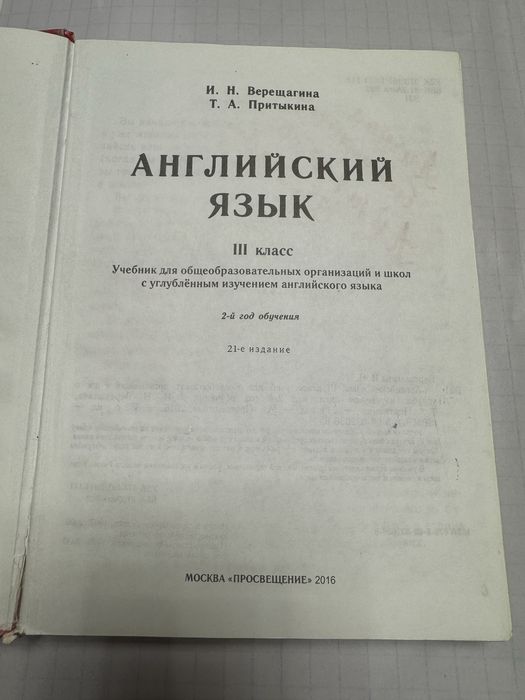 И. Н. Верещагина
Т. А. Притыкина
АНГЛИЙСКИЙ
ЯЗЫК
III класс
Учебник для общеобразовательных организаций и школ
с углублённым изучением английского языка
2-й год обучения
21-е издание
МОСКВА «ПРОСВЕЩЕНИЕ» 2016